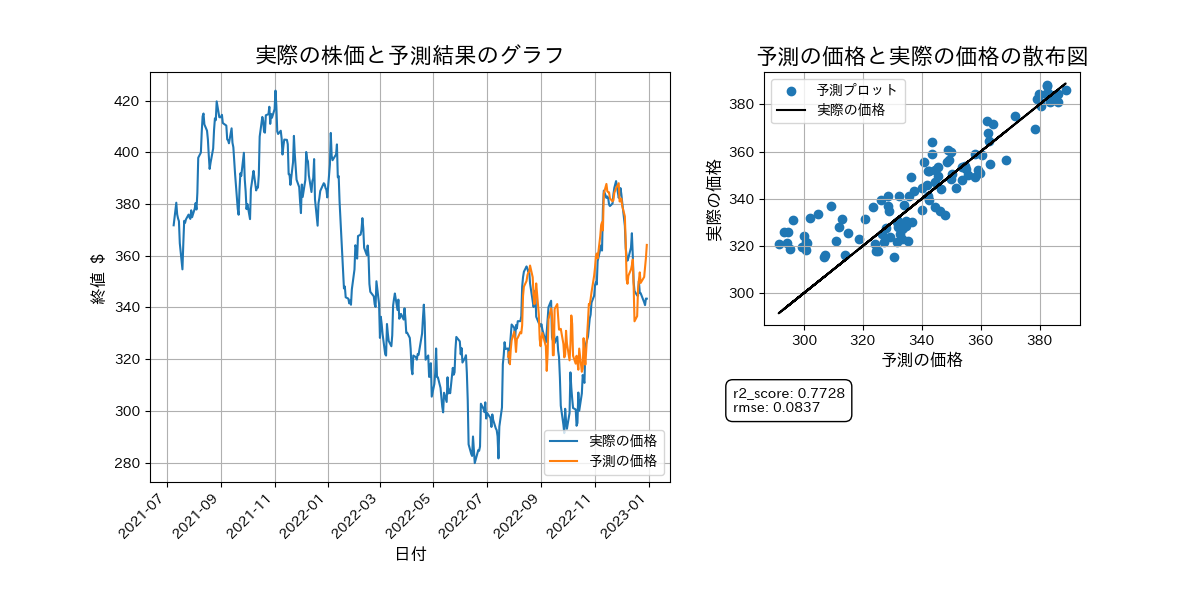 実際の株価と予測結果のグラフ
終値 $
420
400
380
360
340
320
300
280
2021-07
2021-09
2021-11
2022-01
2022-03
2022-05
2022-07
2022-09
2022-11
2023-01
日付
実際の価格
予測の価格
予測の価格と実際の価格の散布図
予測プロット
実際の価格
実際の価格
380
360
340
320
300
300
320
340
360
380
予測の価格
r2_score: 0.7728
rmse: 0.0837